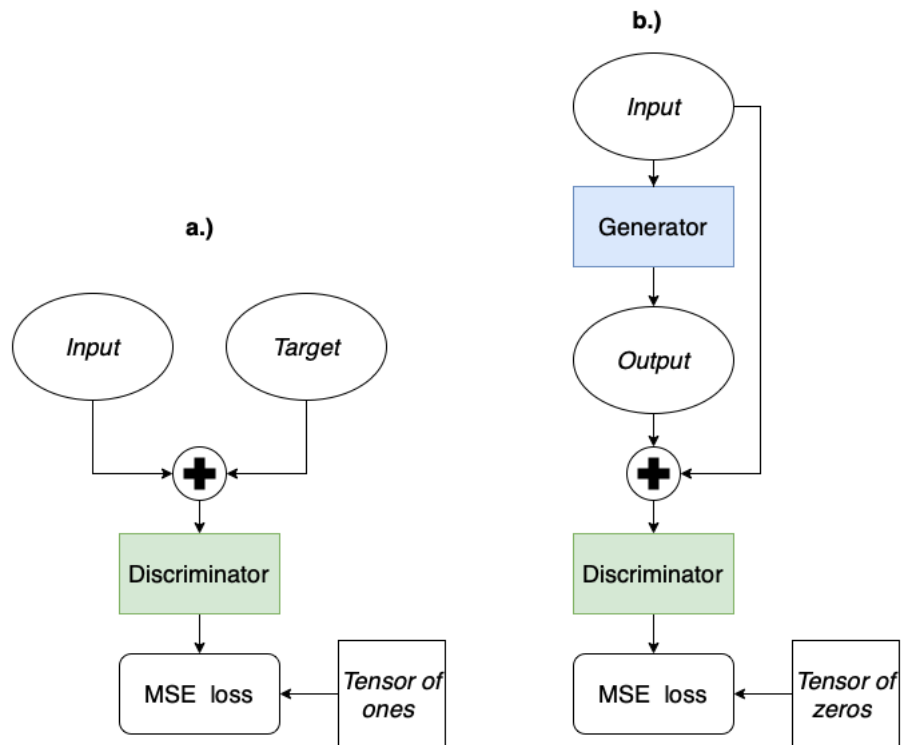 a.)
Input
Target
Discriminator
MSE loss
Tensor of
ones
b.)
Input
Generator
Output
Discriminator
MSE loss
Tensor of
zeros